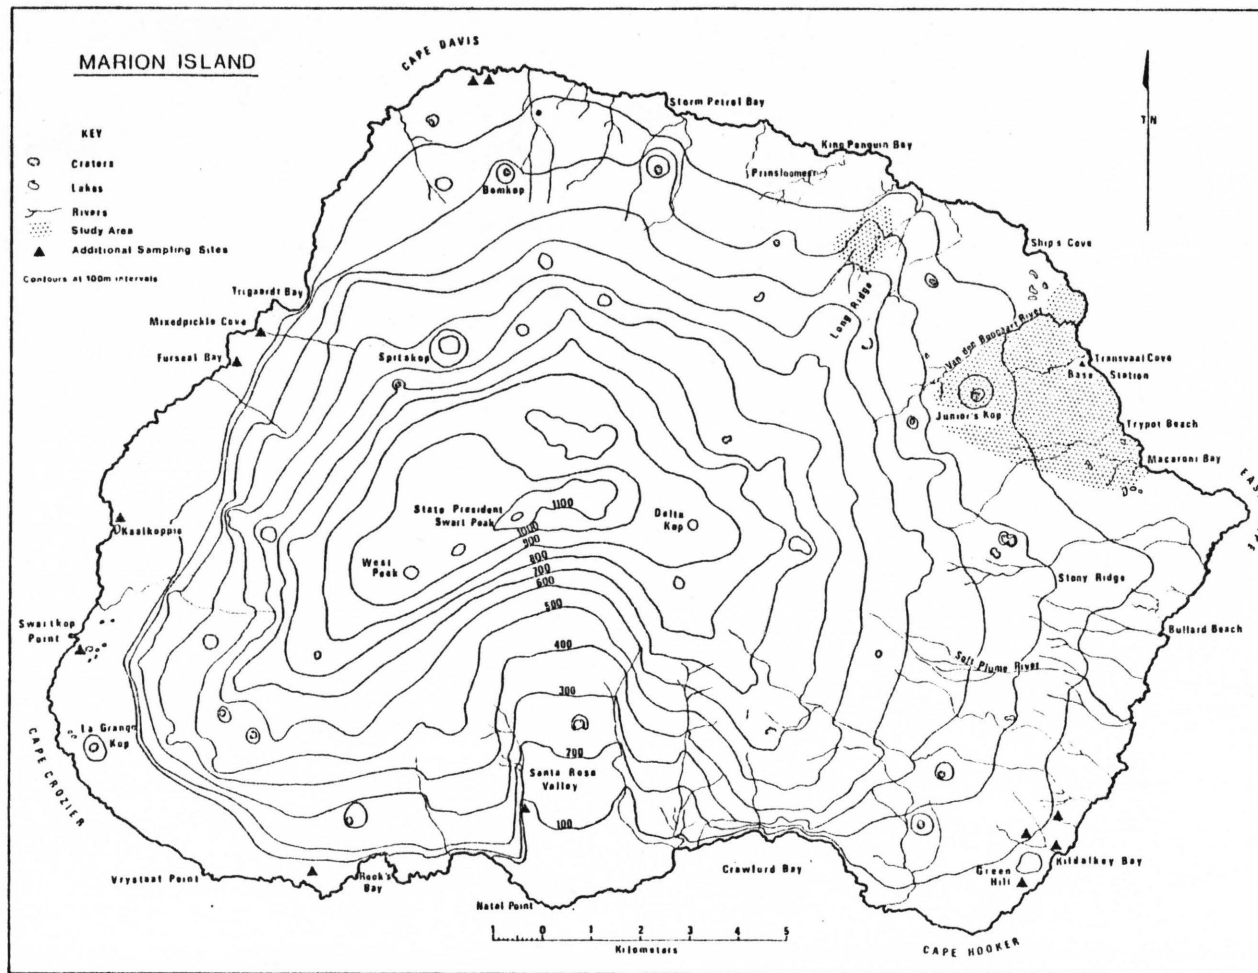 MARION ISLAND
KEY
Craters
Lakes
Rivers
Study Area
Additional Sampling Sites
Contours at 100m intervals
TN
CAPE DAVIS
Storm Petrel Bay
King Penguin Bay
Prinsloomeer
Bomkop
Ship's Cove
Long Ridge
Van den Boogaart River
Transvaal Cove
Base Station
Junior's Kop
Trypot Beach
Macaroni Bay
EAS
Trigaardt Bay
Mixedpickle Cove
Furseal Bay
Spitskop
State President
Swart Peak
1100
1000
900
800
700
600
500
400
300
200
100
Delta
Kop
West
Peak
Kaalkoppie
Swartkop
Point
Stony Ridge
Bullard Beach
Soft Plume River
La Grange
Kop
CAPE CROZIER
Santa Rosa
Valley
Vrystaat Point
Rook's
Bay
Natal Point
Crawfurd Bay
Green
Hill
Kildalkey Bay
CAPE HOOKER
1 0 1 2 3 4 5
Kilometers